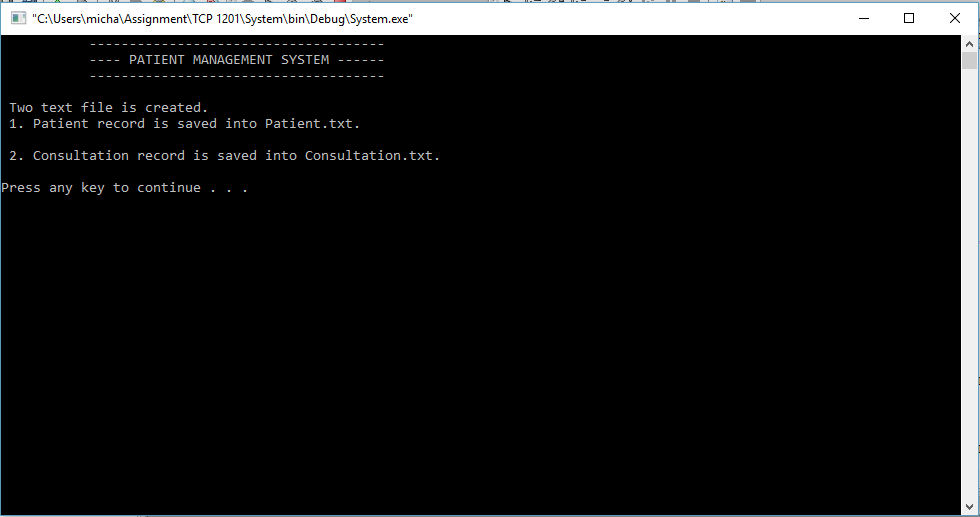 "C:\Users\micha\Assignment\TCP 1201\System\bin\Debug\System.exe"
-------------------------------------
---- PATIENT MANAGEMENT SYSTEM ------
-------------------------------------
Two text file is created.
1. Patient record is saved into Patient.txt.
2. Consultation record is saved into Consultation.txt.
Press any key to continue . . .